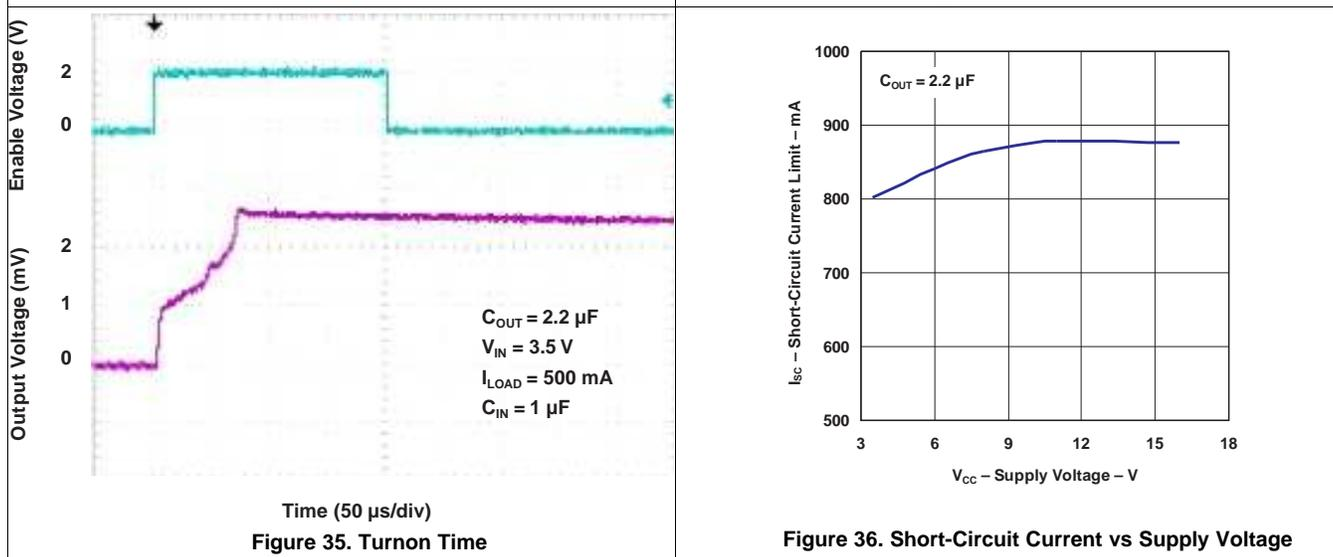 Enable Voltage (V)
2
0
Output Voltage (mV)
2
1
0
C_OUT = 2.2 µF
V_IN = 3.5 V
I_LOAD = 500 mA
C_IN = 1 µF
Time (50 µs/div)
Figure 35. Turnon Time
I_SC – Short-Circuit Current Limit – mA
1000
900
800
700
600
500
C_OUT = 2.2 µF
3 6 9 12 15 18
V_CC – Supply Voltage – V
Figure 36. Short-Circuit Current vs Supply Voltage